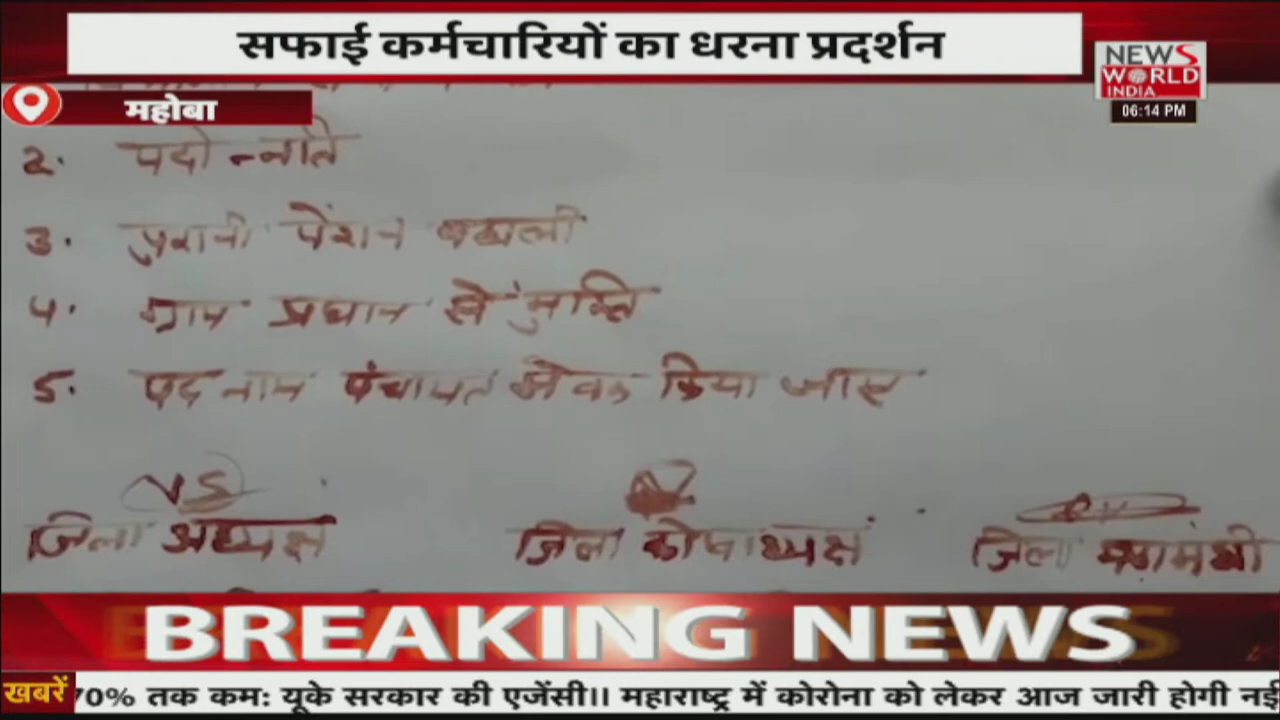 सफाई कर्मचारियों का धरना प्रदर्शन
NEWS
WORLD
INDIA
06:14 PM
महोबा
2. पदोन्नति
3. पुरानी पेंशन बहाली
4. ग्राम प्रधान से मुक्ति
5. पद नाम पंचायत सेवक किया जाए
जिला अध्यक्ष जिला कोषाध्यक्ष जिला महामंत्री
BREAKING NEWS
खबरें 70% तक कम: यूके सरकार की एजेंसी।। महाराष्ट्र में कोरोना को लेकर आज जारी होगी नई